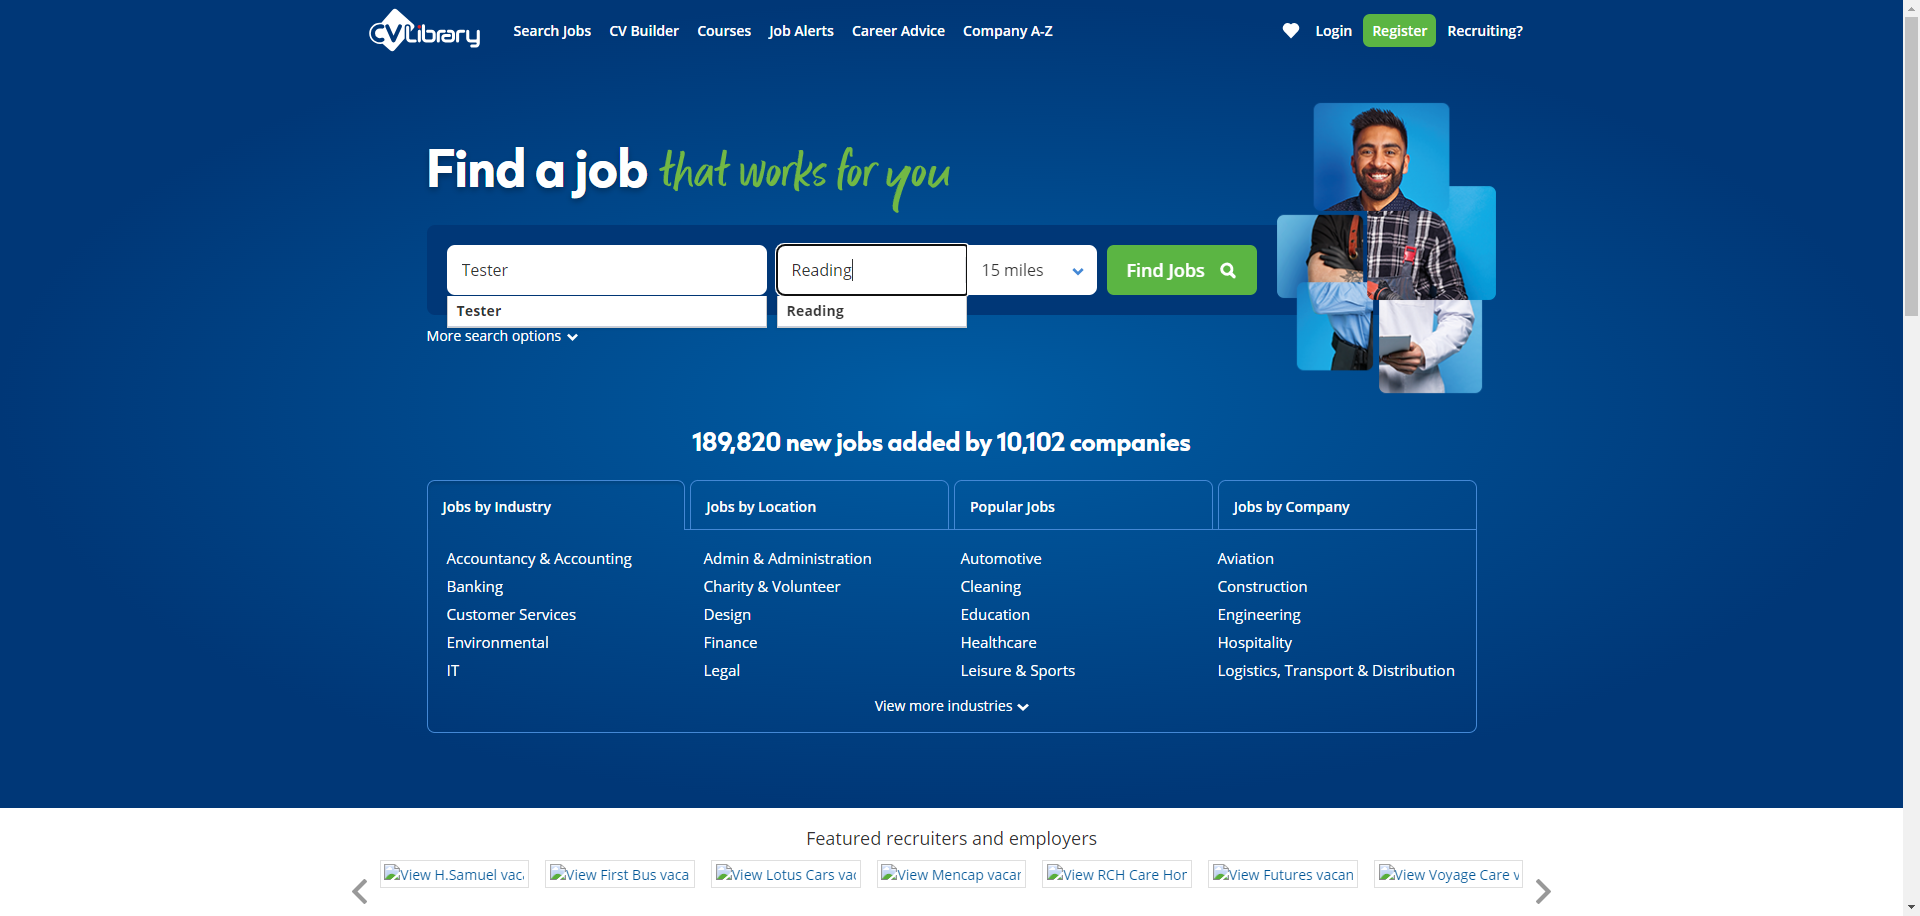 CVLibrary Search Jobs CV Builder Courses Job Alerts Career Advice Company A-Z Login Register Recruiting?
Find a job that works for you
Tester Reading 15 miles Find Jobs
Tester Reading
More search options
189,820 new jobs added by 10,102 companies
Jobs by Industry Jobs by Location Popular Jobs Jobs by Company
Accountancy & Accounting Admin & Administration Automotive Aviation
Banking Charity & Volunteer Cleaning Construction
Customer Services Design Education Engineering
Environmental Finance Healthcare Hospitality
IT Legal Leisure & Sports Logistics, Transport & Distribution
View more industries
Featured recruiters and employers
View H.Samuel vac View First Bus vaca View Lotus Cars vac View Mencap vacar View RCH Care Hor View Futures vacan View Voyage Care v